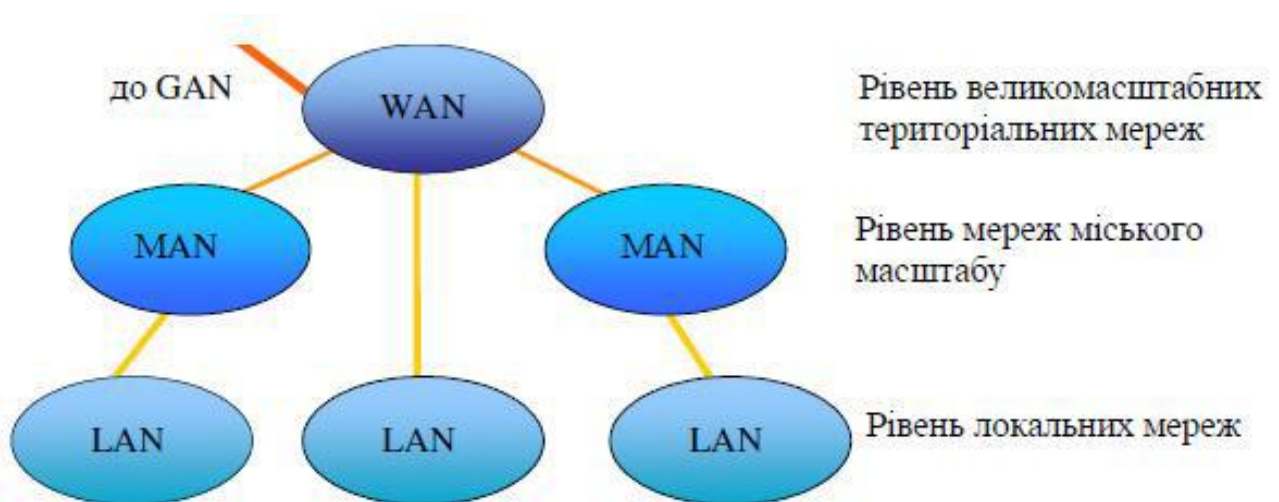 до GAN
WAN
Рівень великомасштабних
територіальних мереж
MAN
MAN
Рівень мереж міського
масштабу
LAN
LAN
LAN
Рівень локальних мереж